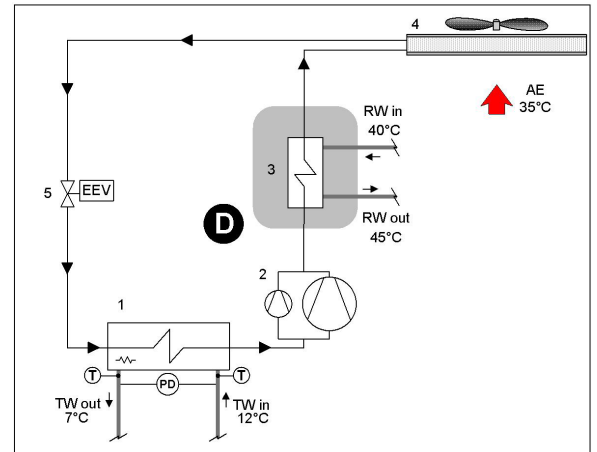 4
AE
35°C
RW in
40°C
3
RW out
45°C
5
EEV
D
2
1
T
PD
T
TW out
7°C
TW in
12°C